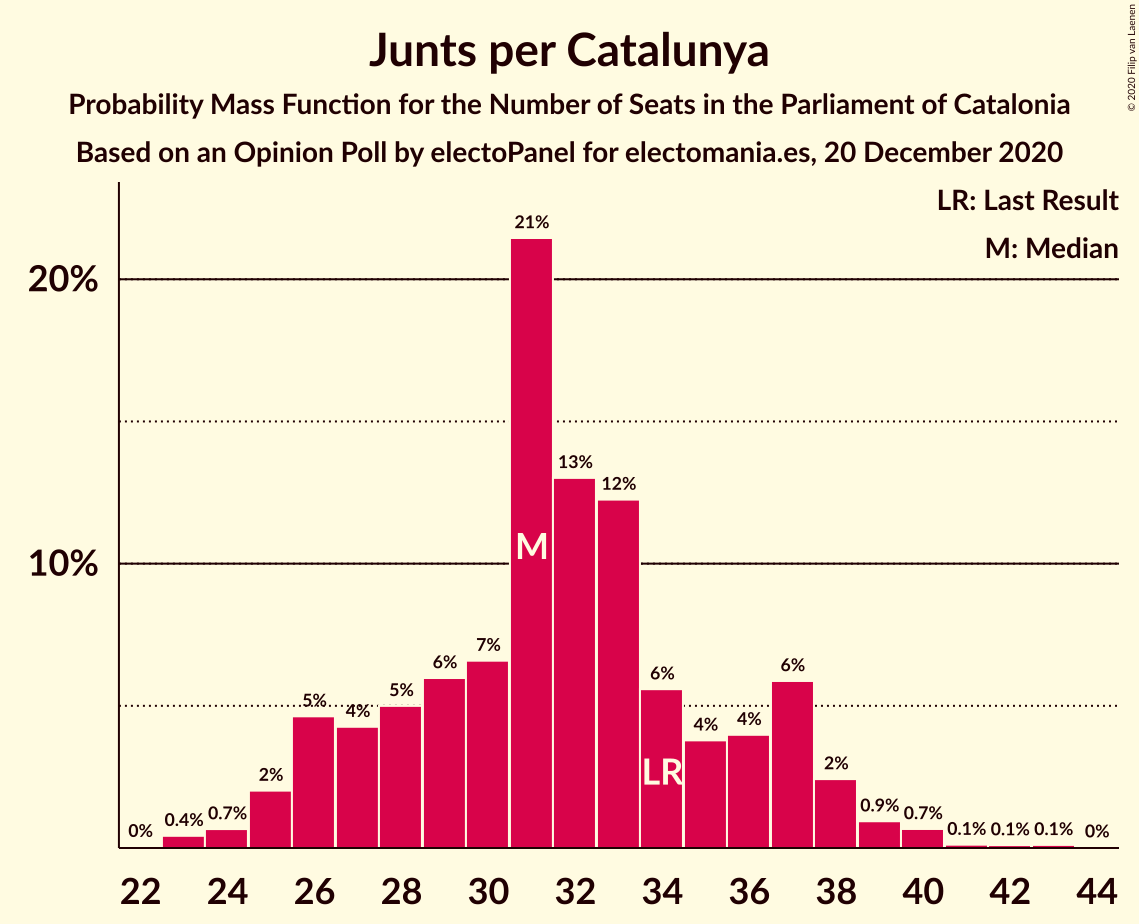 Junts per Catalunya
Probability Mass Function for the Number of Seats in the Parliament of Catalonia
Based on an Opinion Poll by electoPanel for electomania.es, 20 December 2020
© 2020 Filip van Laenen
LR: Last Result
M: Median
20%
10%
0%
0.4%
0.7%
2%
5%
4%
5%
6%
7%
21%
13%
12%
6%
4%
4%
6%
2%
0.9%
0.7%
0.1%
0.1%
0.1%
0%
M
LR
22 24 26 28 30 32 34 36 38 40 42 44